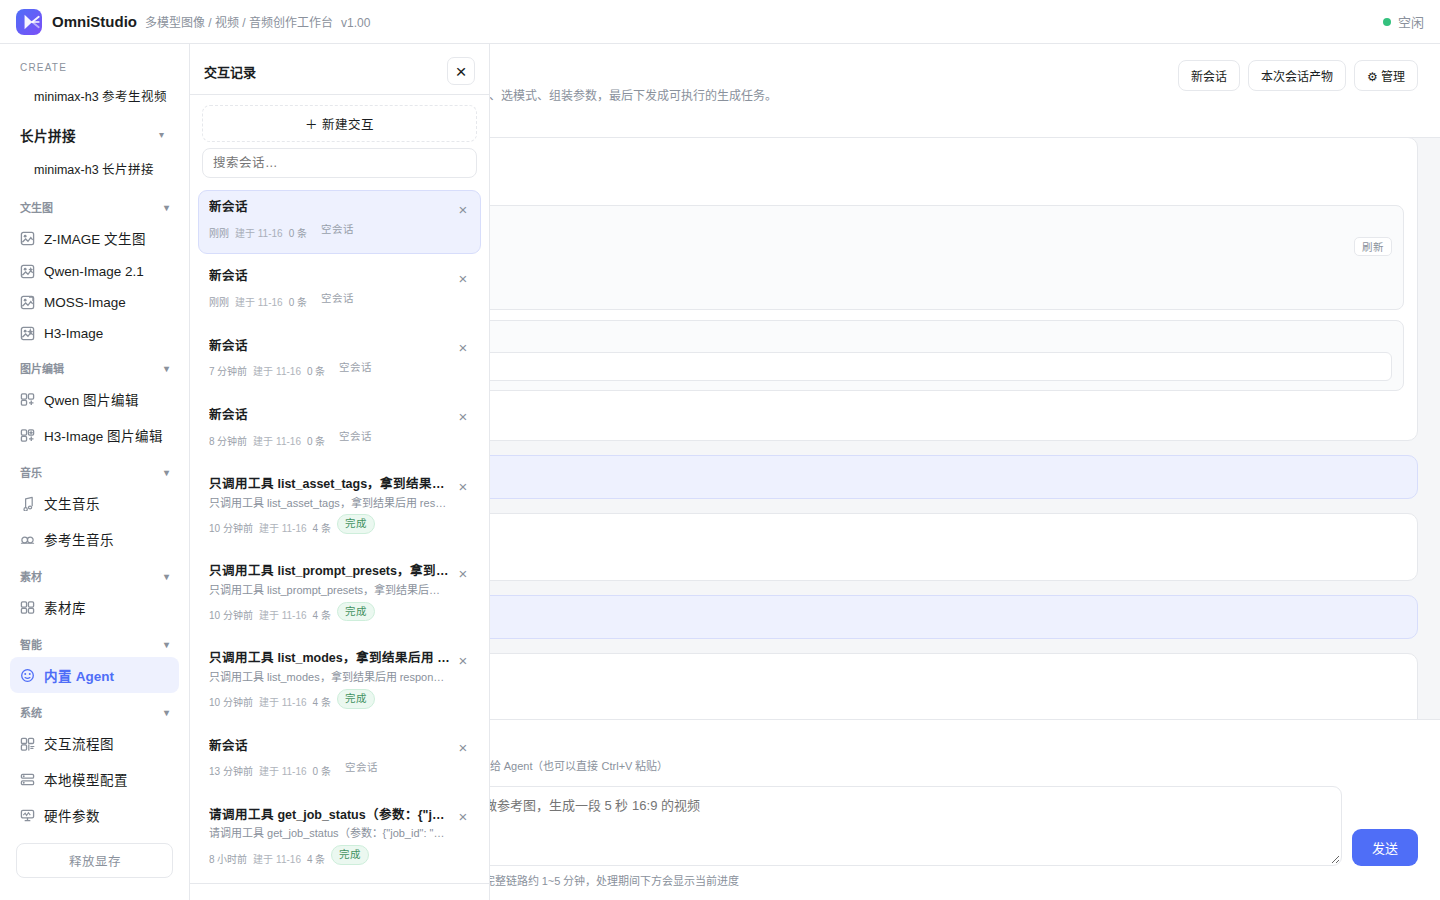 OmniStudio 多模型图像 / 视频 / 音频创作工作台 v1.00
空闲
CREATE
minimax-h3 参考生视频
长片拼接
minimax-h3 长片拼接
文生图
Z-IMAGE 文生图
Qwen-Image 2.1
MOSS-Image
H3-Image
图片编辑
Qwen 图片编辑
H3-Image 图片编辑
音乐
文生音乐
参考生音乐
素材
素材库
智能
内置 Agent
系统
交互流程图
本地模型配置
硬件参数
释放显存
交互记录
×
＋ 新建交互
搜索会话…
新会话 ×
刚刚 建于 11-16 0 条 空会话
新会话 ×
刚刚 建于 11-16 0 条 空会话
新会话 ×
7 分钟前 建于 11-16 0 条 空会话
新会话 ×
8 分钟前 建于 11-16 0 条 空会话
只调用工具 list_asset_tags，拿到结果… ×
只调用工具 list_asset_tags，拿到结果后用 res…
10 分钟前 建于 11-16 4 条 完成
只调用工具 list_prompt_presets，拿到… ×
只调用工具 list_prompt_presets，拿到结果后…
10 分钟前 建于 11-16 4 条 完成
只调用工具 list_modes，拿到结果后用 … ×
只调用工具 list_modes，拿到结果后用 respon…
10 分钟前 建于 11-16 4 条 完成
新会话 ×
13 分钟前 建于 11-16 0 条 空会话
请调用工具 get_job_status（参数：{"j… ×
请调用工具 get_job_status（参数：{"job_id": "…
8 小时前 建于 11-16 4 条 完成
新会话
本次会话产物
⚙ 管理
、选模式、组装参数，最后下发成可执行的生成任务。
刷新
给 Agent（也可以直接 Ctrl+V 粘贴）
做参考图，生成一段 5 秒 16:9 的视频
发送
完整链路约 1~5 分钟，处理期间下方会显示当前进度